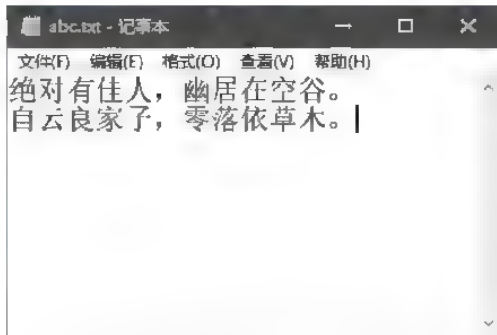 abc.txt - 记事本
文件(F) 编辑(E) 格式(O) 查看(V) 帮助(H)
绝对有佳人，幽居在空谷。
自云良家子，零落依草木。